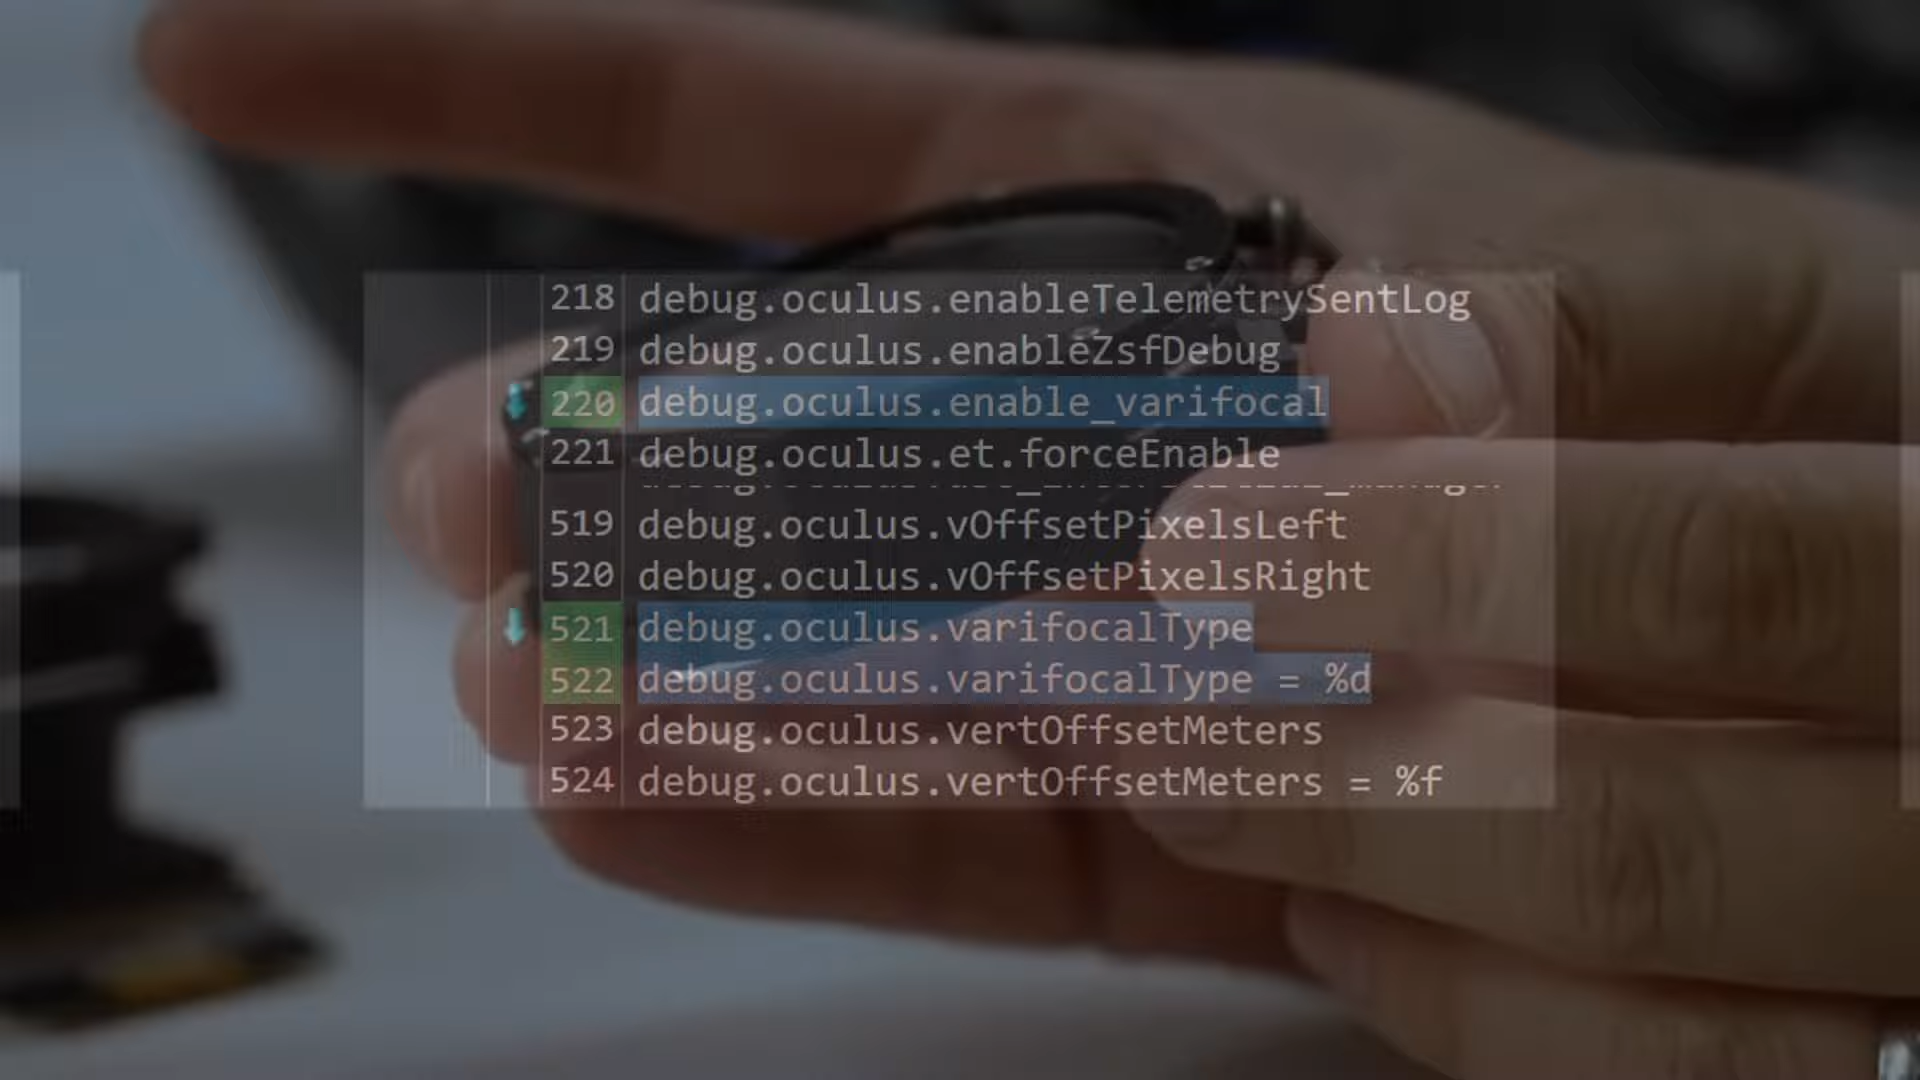 218 debug.oculus.enableTelemetrySentLog
219 debug.oculus.enableZsfDebug
220 debug.oculus.enable_varifocal
221 debug.oculus.et.forceEnable
519 debug.oculus.vOffsetPixelsLeft
520 debug.oculus.vOffsetPixelsRight
521 debug.oculus.varifocalType
522 debug.oculus.varifocalType = %d
523 debug.oculus.vertOffsetMeters
524 debug.oculus.vertOffsetMeters = %f